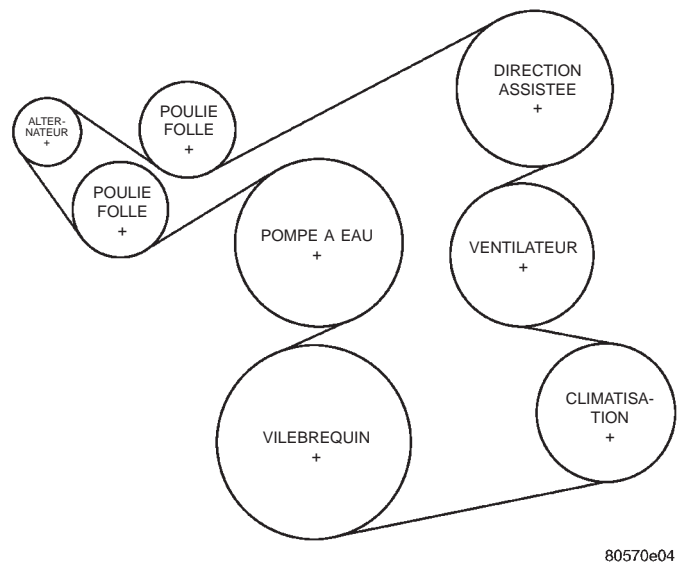 DIRECTION
ASSISTEE
+
ALTER-
NATEUR
+
POULIE
FOLLE
+
POULIE
FOLLE
+
POMPE A EAU
+
VENTILATEUR
+
CLIMATISA-
TION
+
VILEBREQUIN
+
80570e04